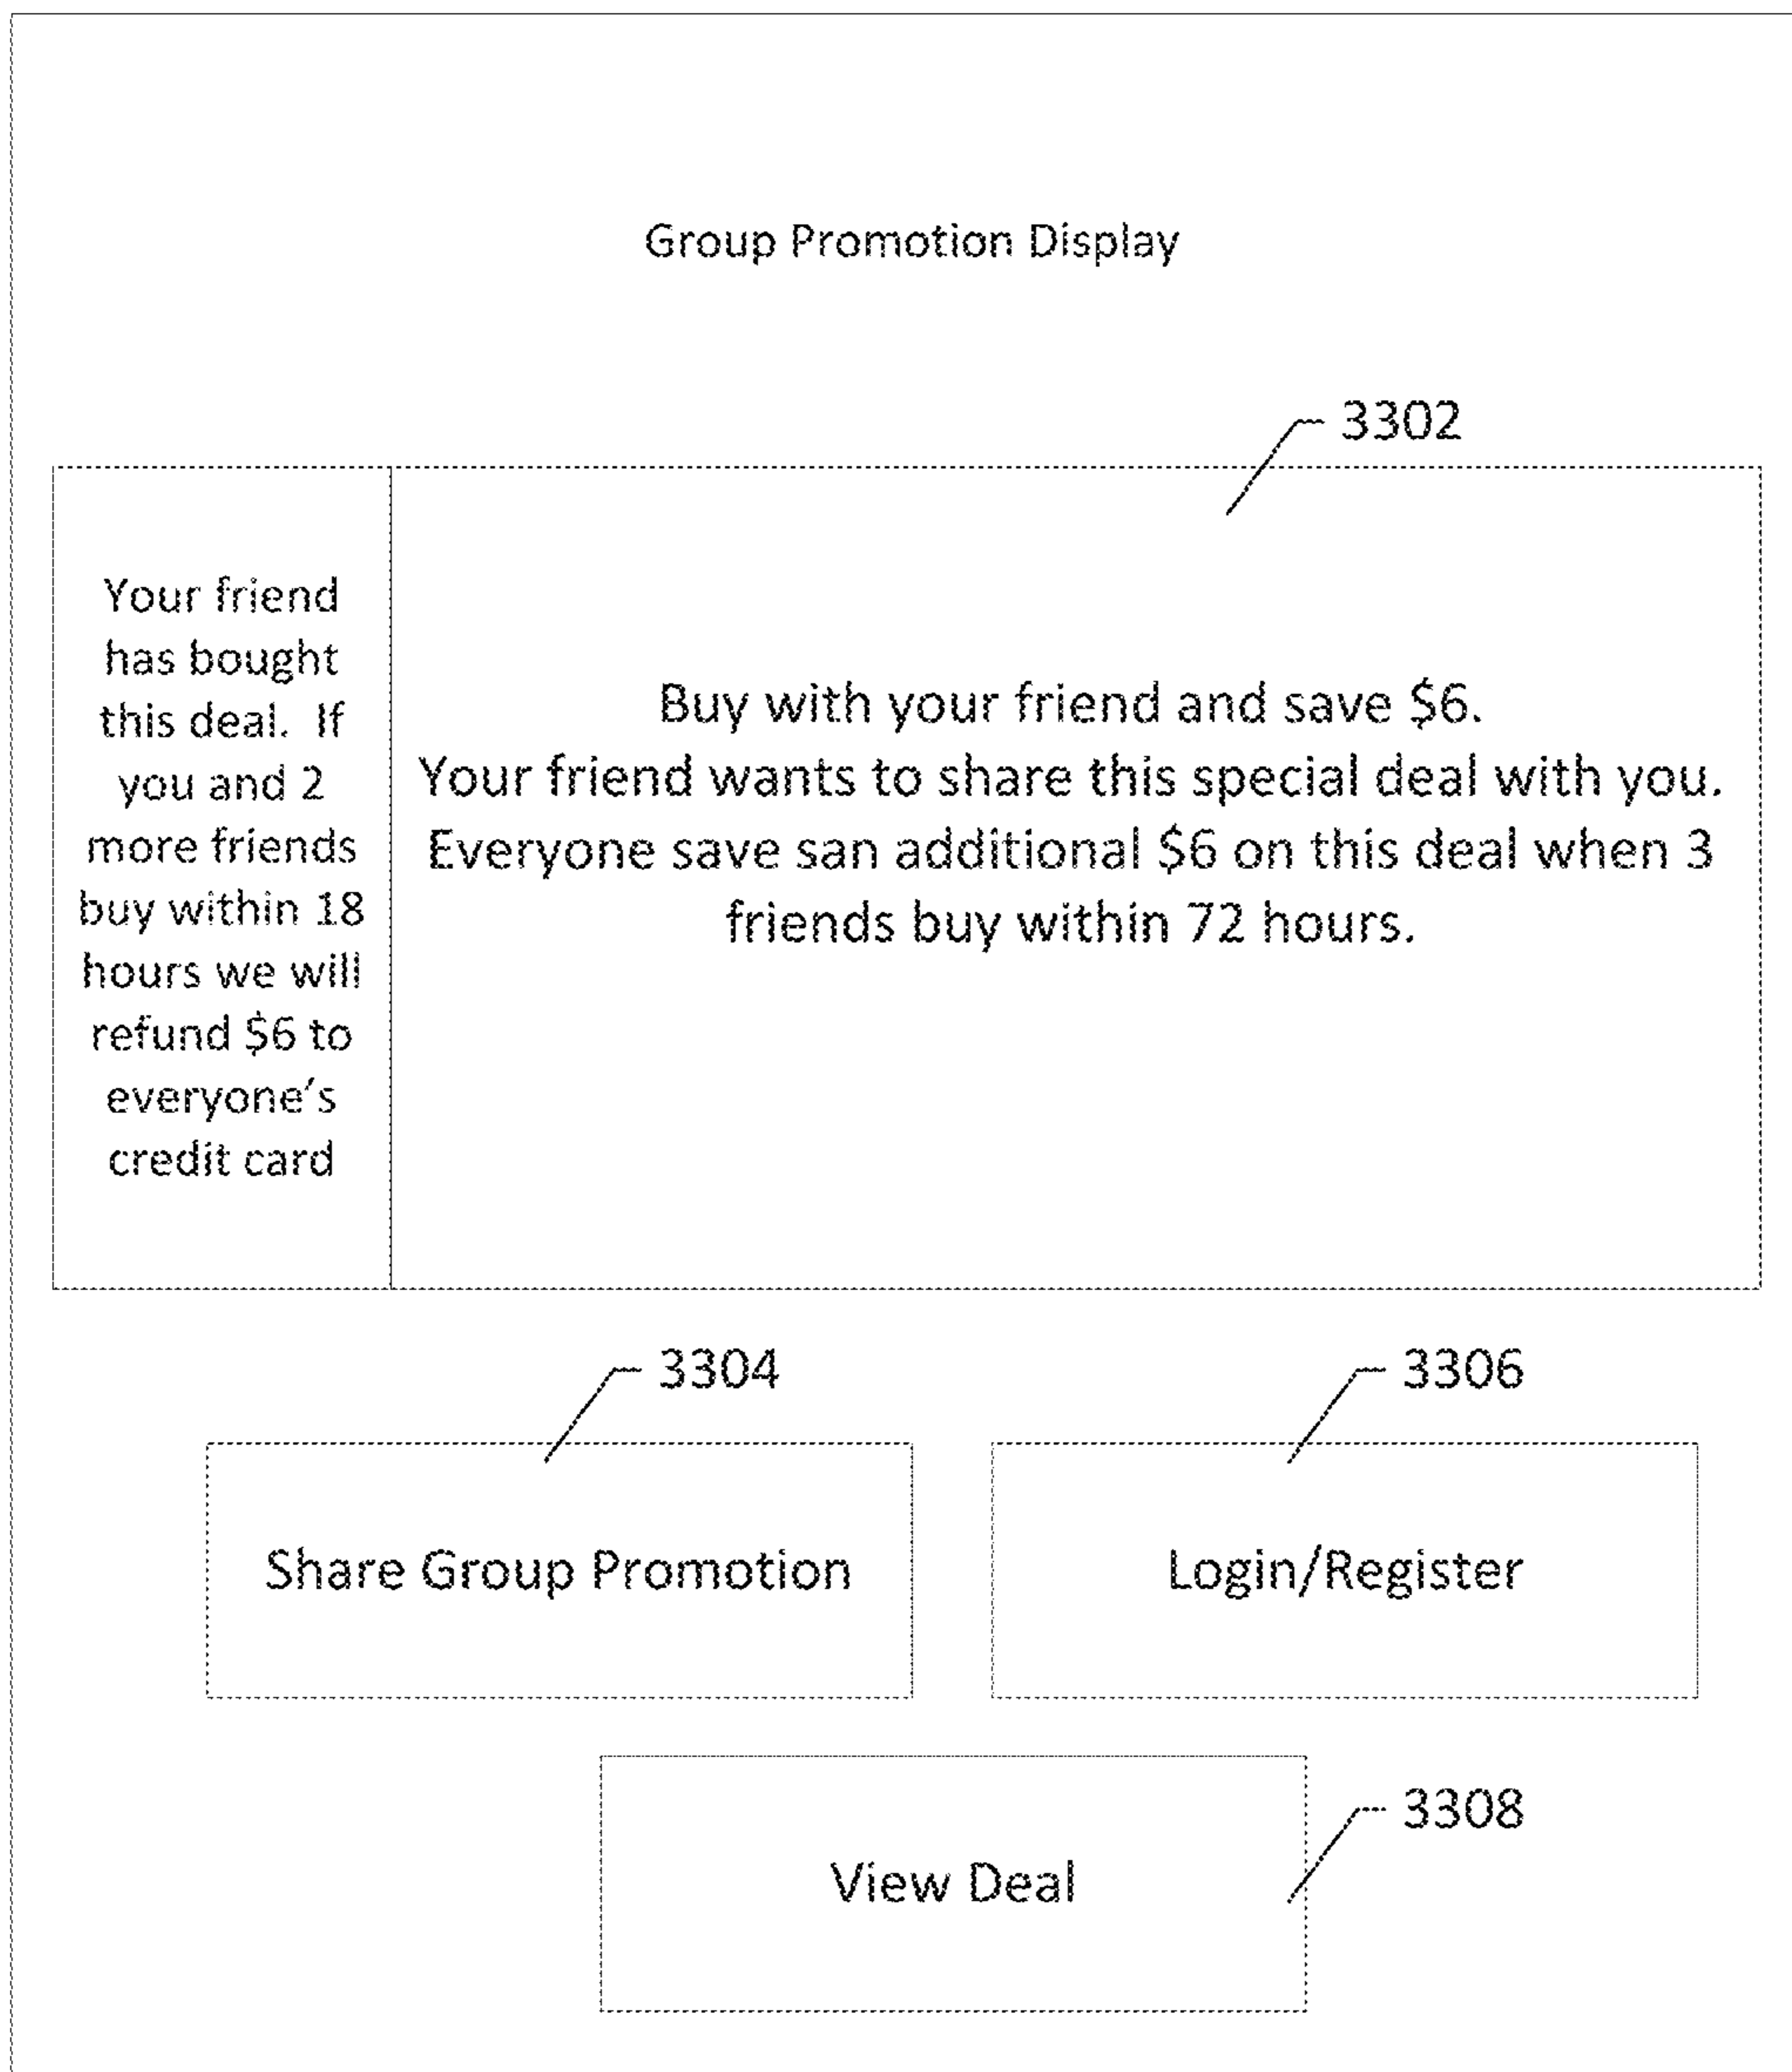 Group Promotion Display
3302
Your friend
has bought
this deal.  If
you and 2
more friends
buy within 18
hours we will
refund $6 to
everyone's
credit card
Buy with your friend and save $6.
Your friend wants to share this special deal with you.
Everyone save san additional $6 on this deal when 3
friends buy within 72 hours.
3304
3306
Share Group Promotion
Login/Register
3308
View Deal